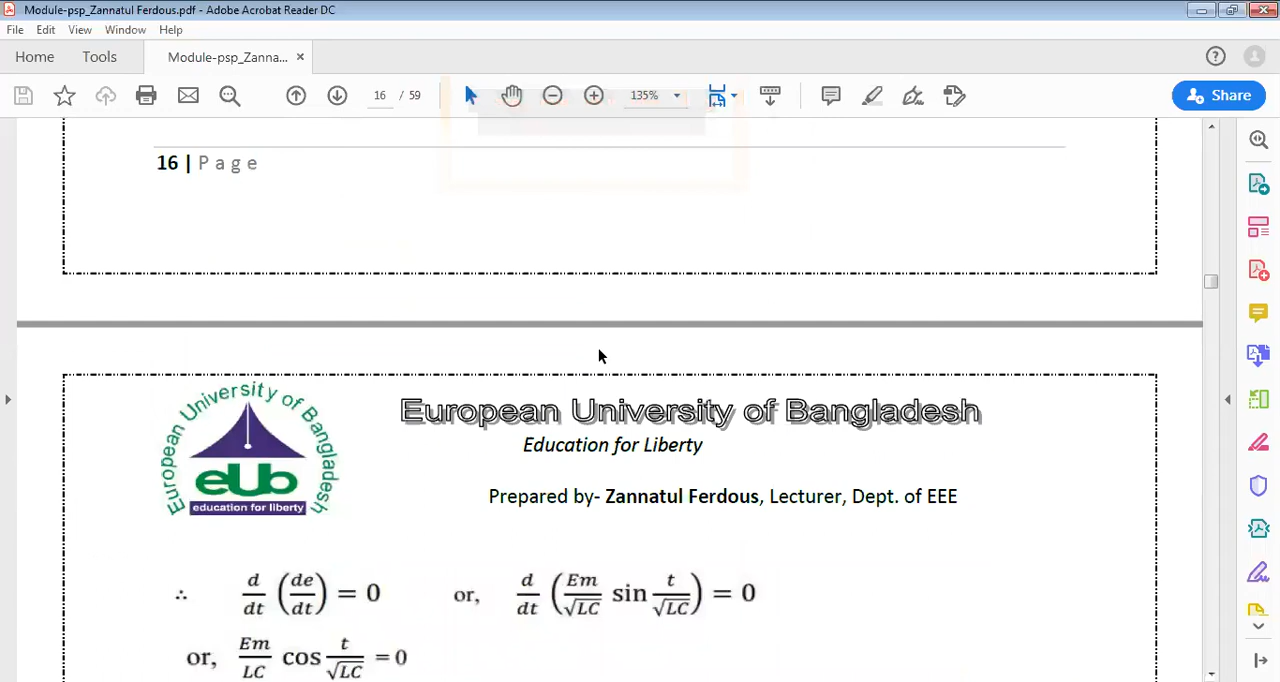 Module-psp_Zannatul Ferdous.pdf - Adobe Acrobat Reader DC
File Edit View Window Help
Home Tools Module-psp_Zanna... ×
16 / 59 135% Share
16 | P a g e
European University of Bangladesh
eUb
education for liberty
European University of Bangladesh
Education for Liberty
Prepared by- Zannatul Ferdous, Lecturer, Dept. of EEE
∴ d/dt (de/dt) = 0 or, d/dt (Em/√LC sin t/√LC) = 0
or, Em/LC cos t/√LC = 0